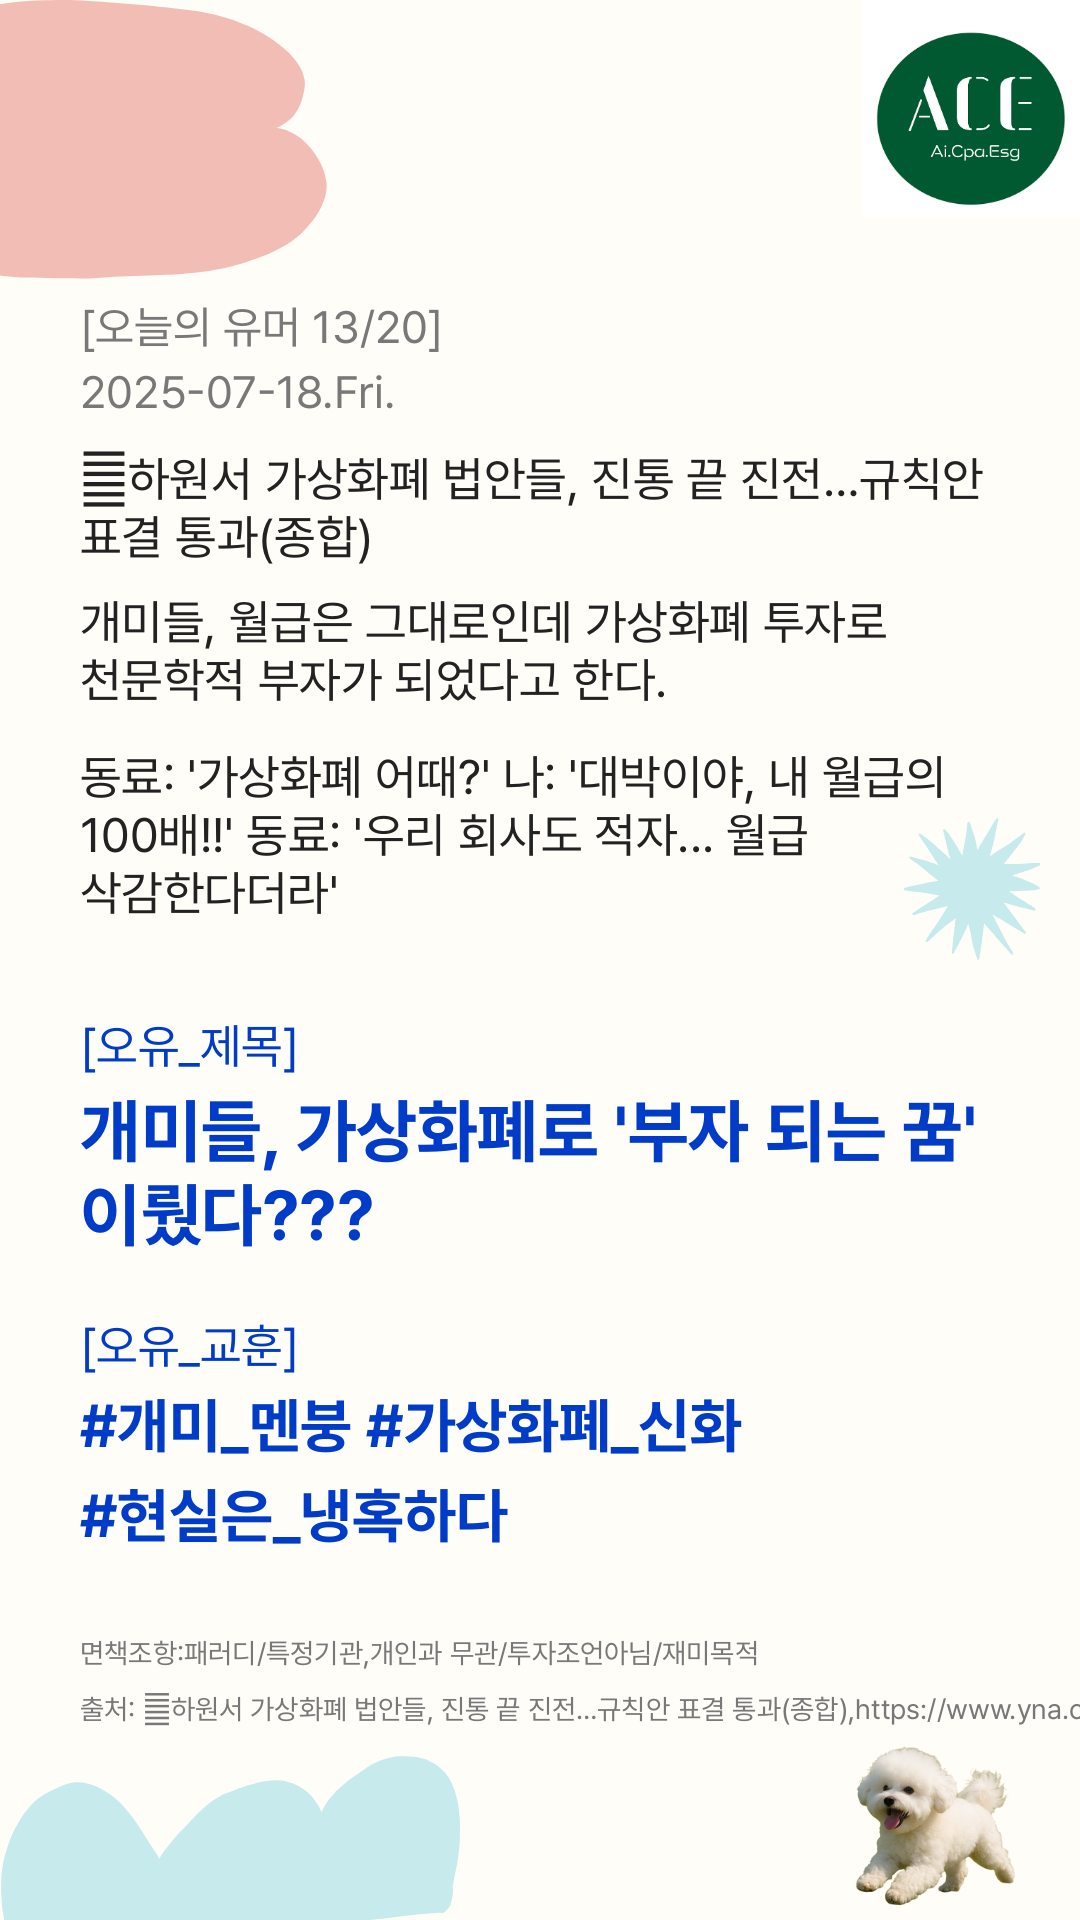 ACE
Ai.Cpa.Esg
[오늘의 유머 13/20]
2025-07-18.Fri.
하원서 가상화폐 법안들, 진통 끝 진전…규칙안
표결 통과(종합)
개미들, 월급은 그대로인데 가상화폐 투자로
천문학적 부자가 되었다고 한다.
동료: '가상화폐 어때?' 나: '대박이야, 내 월급의
100배!!' 동료: '우리 회사도 적자... 월급
삭감한다더라'
[오유_제목]
개미들, 가상화폐로 '부자 되는 꿈'
이뤘다???
[오유_교훈]
#개미_멘붕 #가상화폐_신화
#현실은_냉혹하다
면책조항:패러디/특정기관,개인과 무관/투자조언아님/재미목적
출처: 하원서 가상화폐 법안들, 진통 끝 진전…규칙안 표결 통과(종합),https://www.yna.c